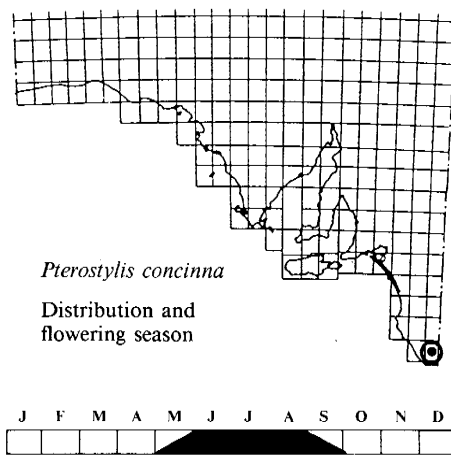 Pterostylis concinna
Distribution and
flowering season
J F M A M J J A S O N D